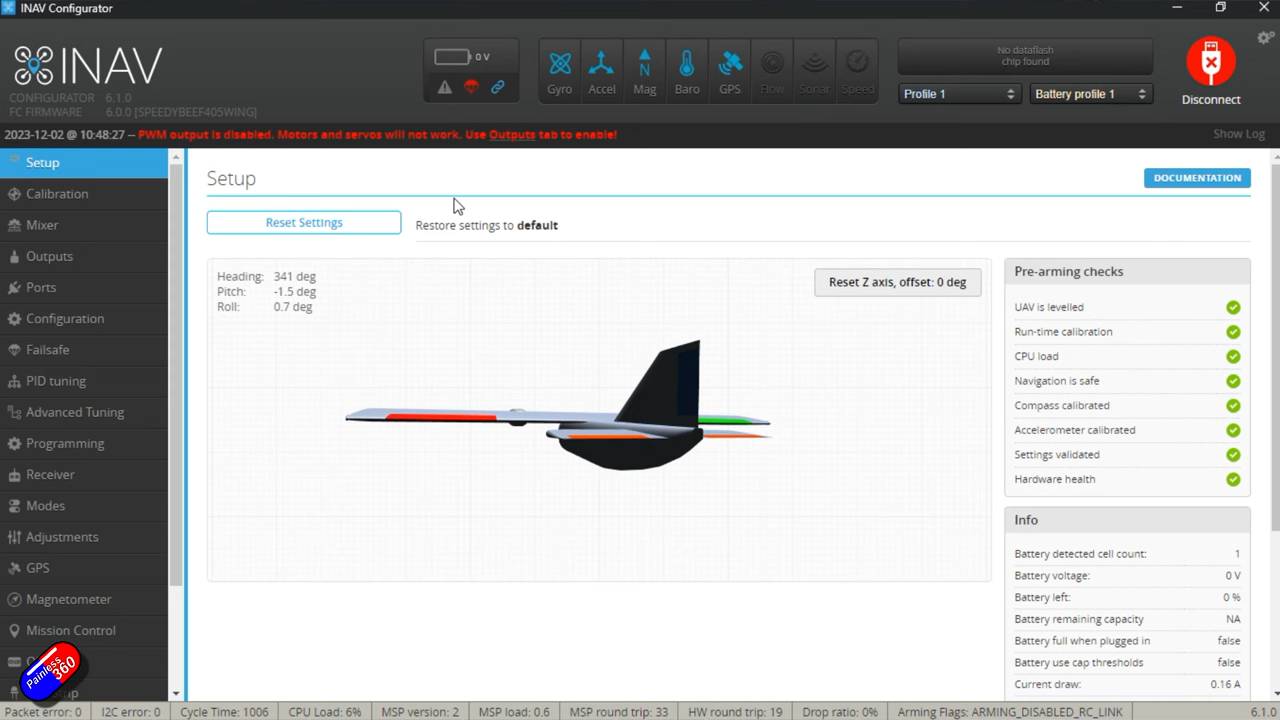 INAV Configurator
INAV
CONFIGURATOR 6.1.0
FC FIRMWARE 6.0.0 [SPEEDYBEEF405WING]
0 V
Gyro
Accel
Mag
Baro
GPS
Flow
Sonar
Speed
No dataflash
chip found
Profile 1
Battery profile 1
Disconnect
2023-12-02 @ 10:48:27 -- PWM output is disabled. Motors and servos will not work. Use Outputs tab to enable!
Show Log
Setup
Calibration
Mixer
Outputs
Ports
Configuration
Failsafe
PID tuning
Advanced Tuning
Programming
Receiver
Modes
Adjustments
GPS
Magnetometer
Mission Control
Painless
360
Setup
DOCUMENTATION
Reset Settings
Restore settings to default
Heading: 341 deg
Pitch: -1.5 deg
Roll: 0.7 deg
Reset Z axis, offset: 0 deg
Pre-arming checks
UAV is levelled
Run-time calibration
CPU load
Navigation is safe
Compass calibrated
Accelerometer calibrated
Settings validated
Hardware health
Info
Battery detected cell count: 1
Battery voltage: 0 V
Battery left: 0 %
Battery remaining capacity NA
Battery full when plugged in false
Battery use cap thresholds false
Current draw: 0.16 A
Packet error: 0
I2C error: 0
Cycle Time: 1006
CPU Load: 6%
MSP version: 2
MSP load: 0.6
MSP round trip: 33
HW round trip: 19
Drop ratio: 0%
Arming Flags: ARMING_DISABLED_RC_LINK
6.1.0